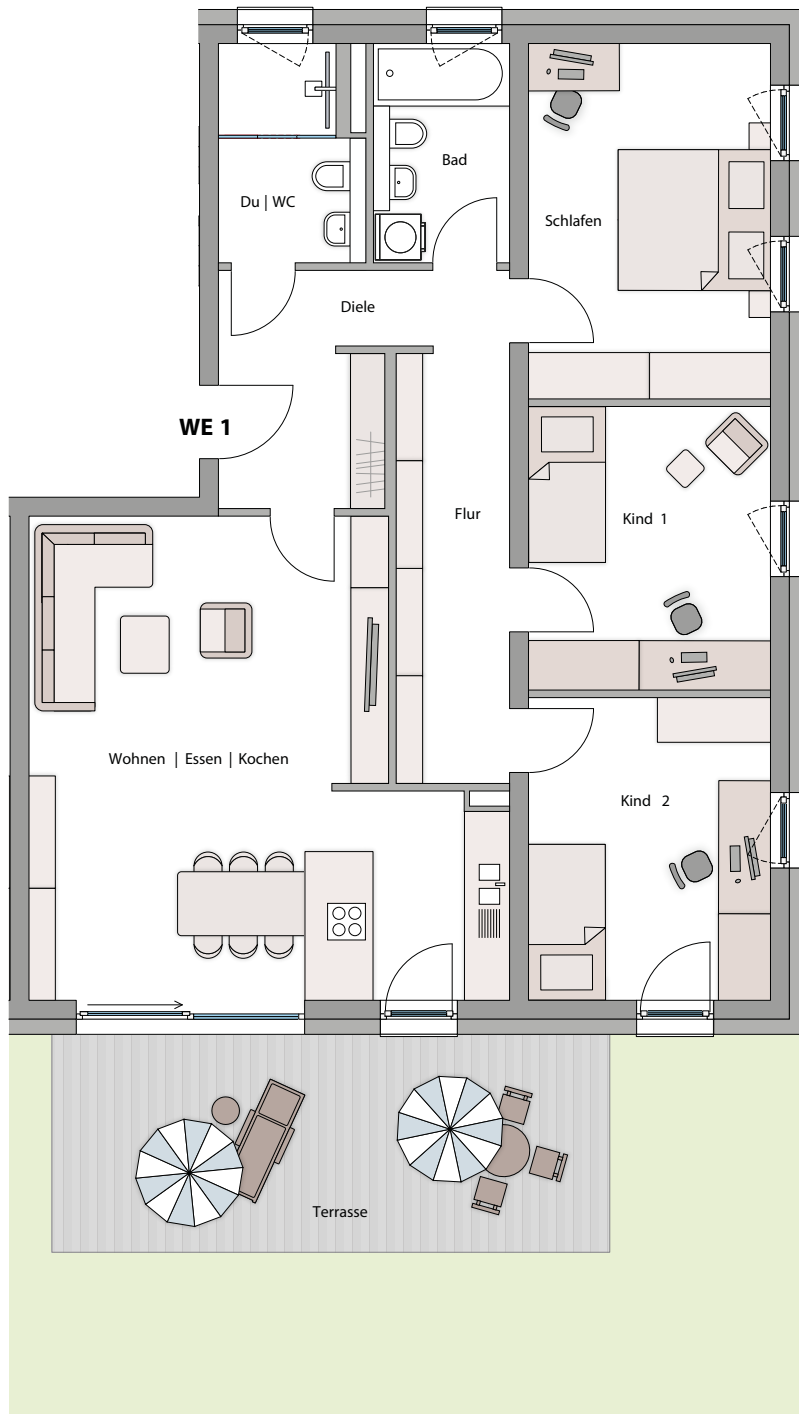 Bad
Du | WC
Schlafen
Diele
WE 1
Flur
Kind 1
Wohnen | Essen | Kochen
Kind 2
Terrasse